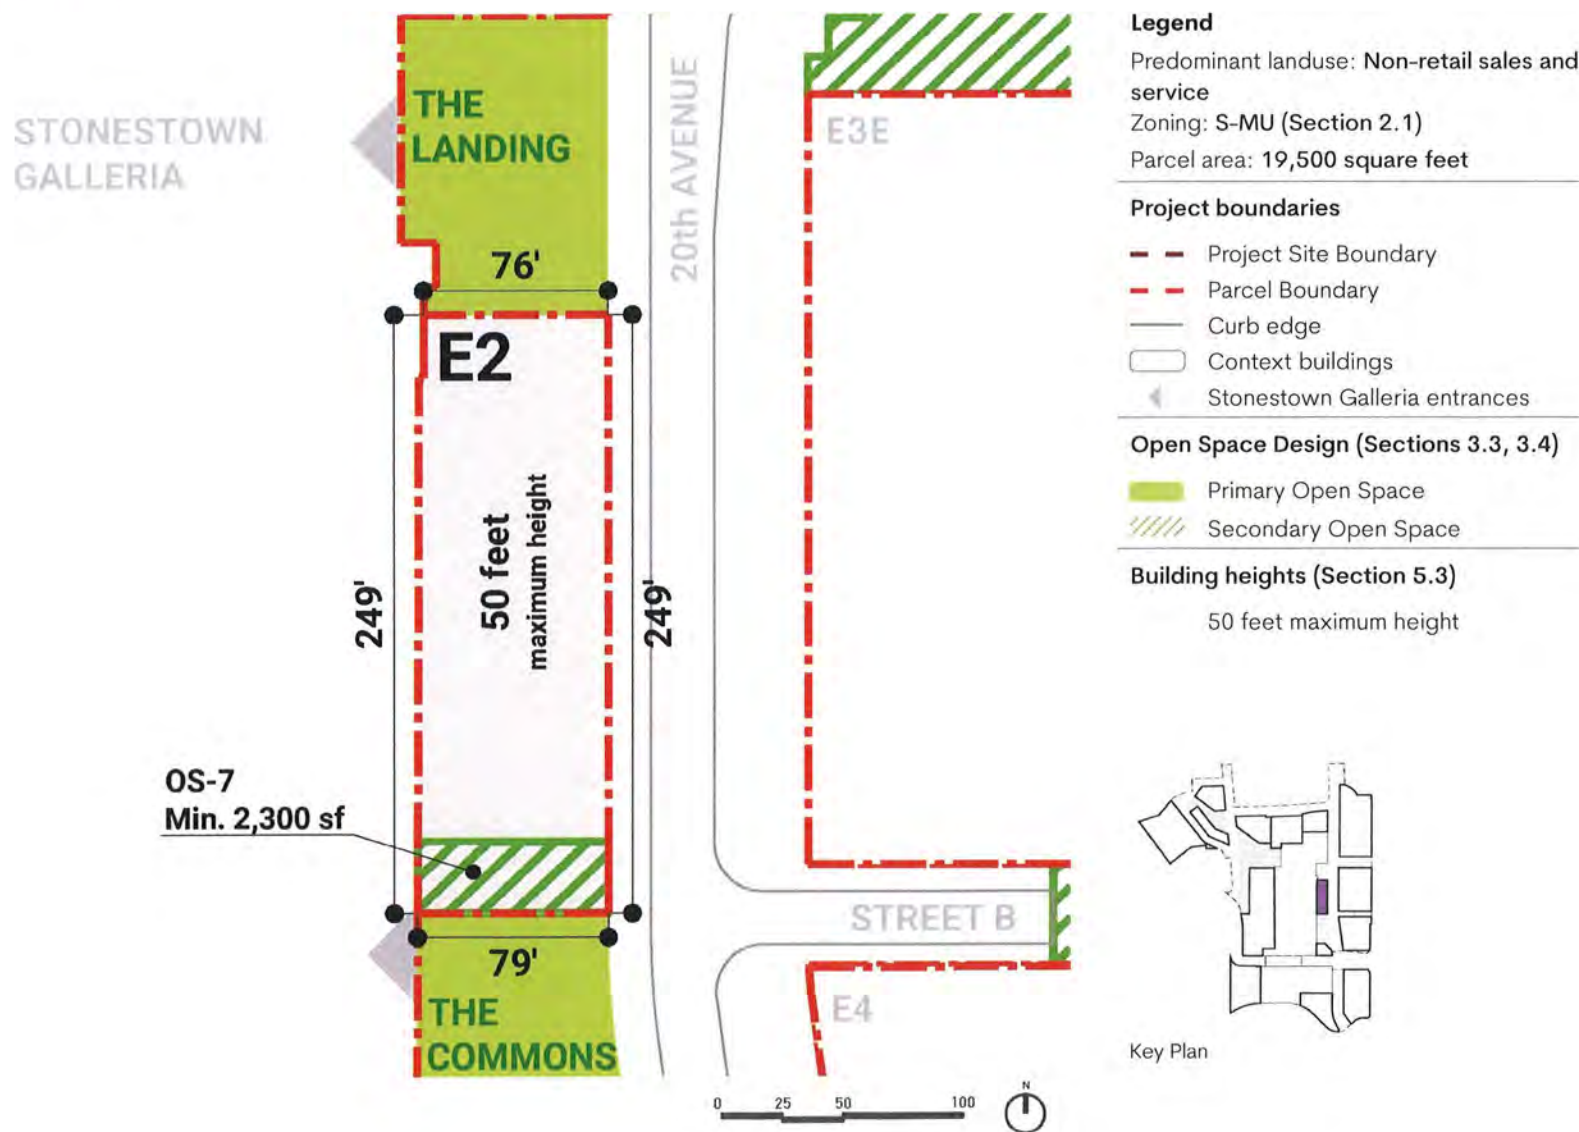 STONESTOWN
GALLERIA
THE
LANDING
76'
E2
50 feet
maximum height
249'
249'
OS-7
Min. 2,300 sf
79'
THE
COMMONS
20th AVENUE
E3E
STREET B
E4
0 25 50 100
N
Legend
Predominant landuse: Non-retail sales and
service
Zoning: S-MU (Section 2.1)
Parcel area: 19,500 square feet
Project boundaries
Project Site Boundary
Parcel Boundary
Curb edge
Context buildings
Stonestown Galleria entrances
Open Space Design (Sections 3.3, 3.4)
Primary Open Space
Secondary Open Space
Building heights (Section 5.3)
50 feet maximum height
Key Plan